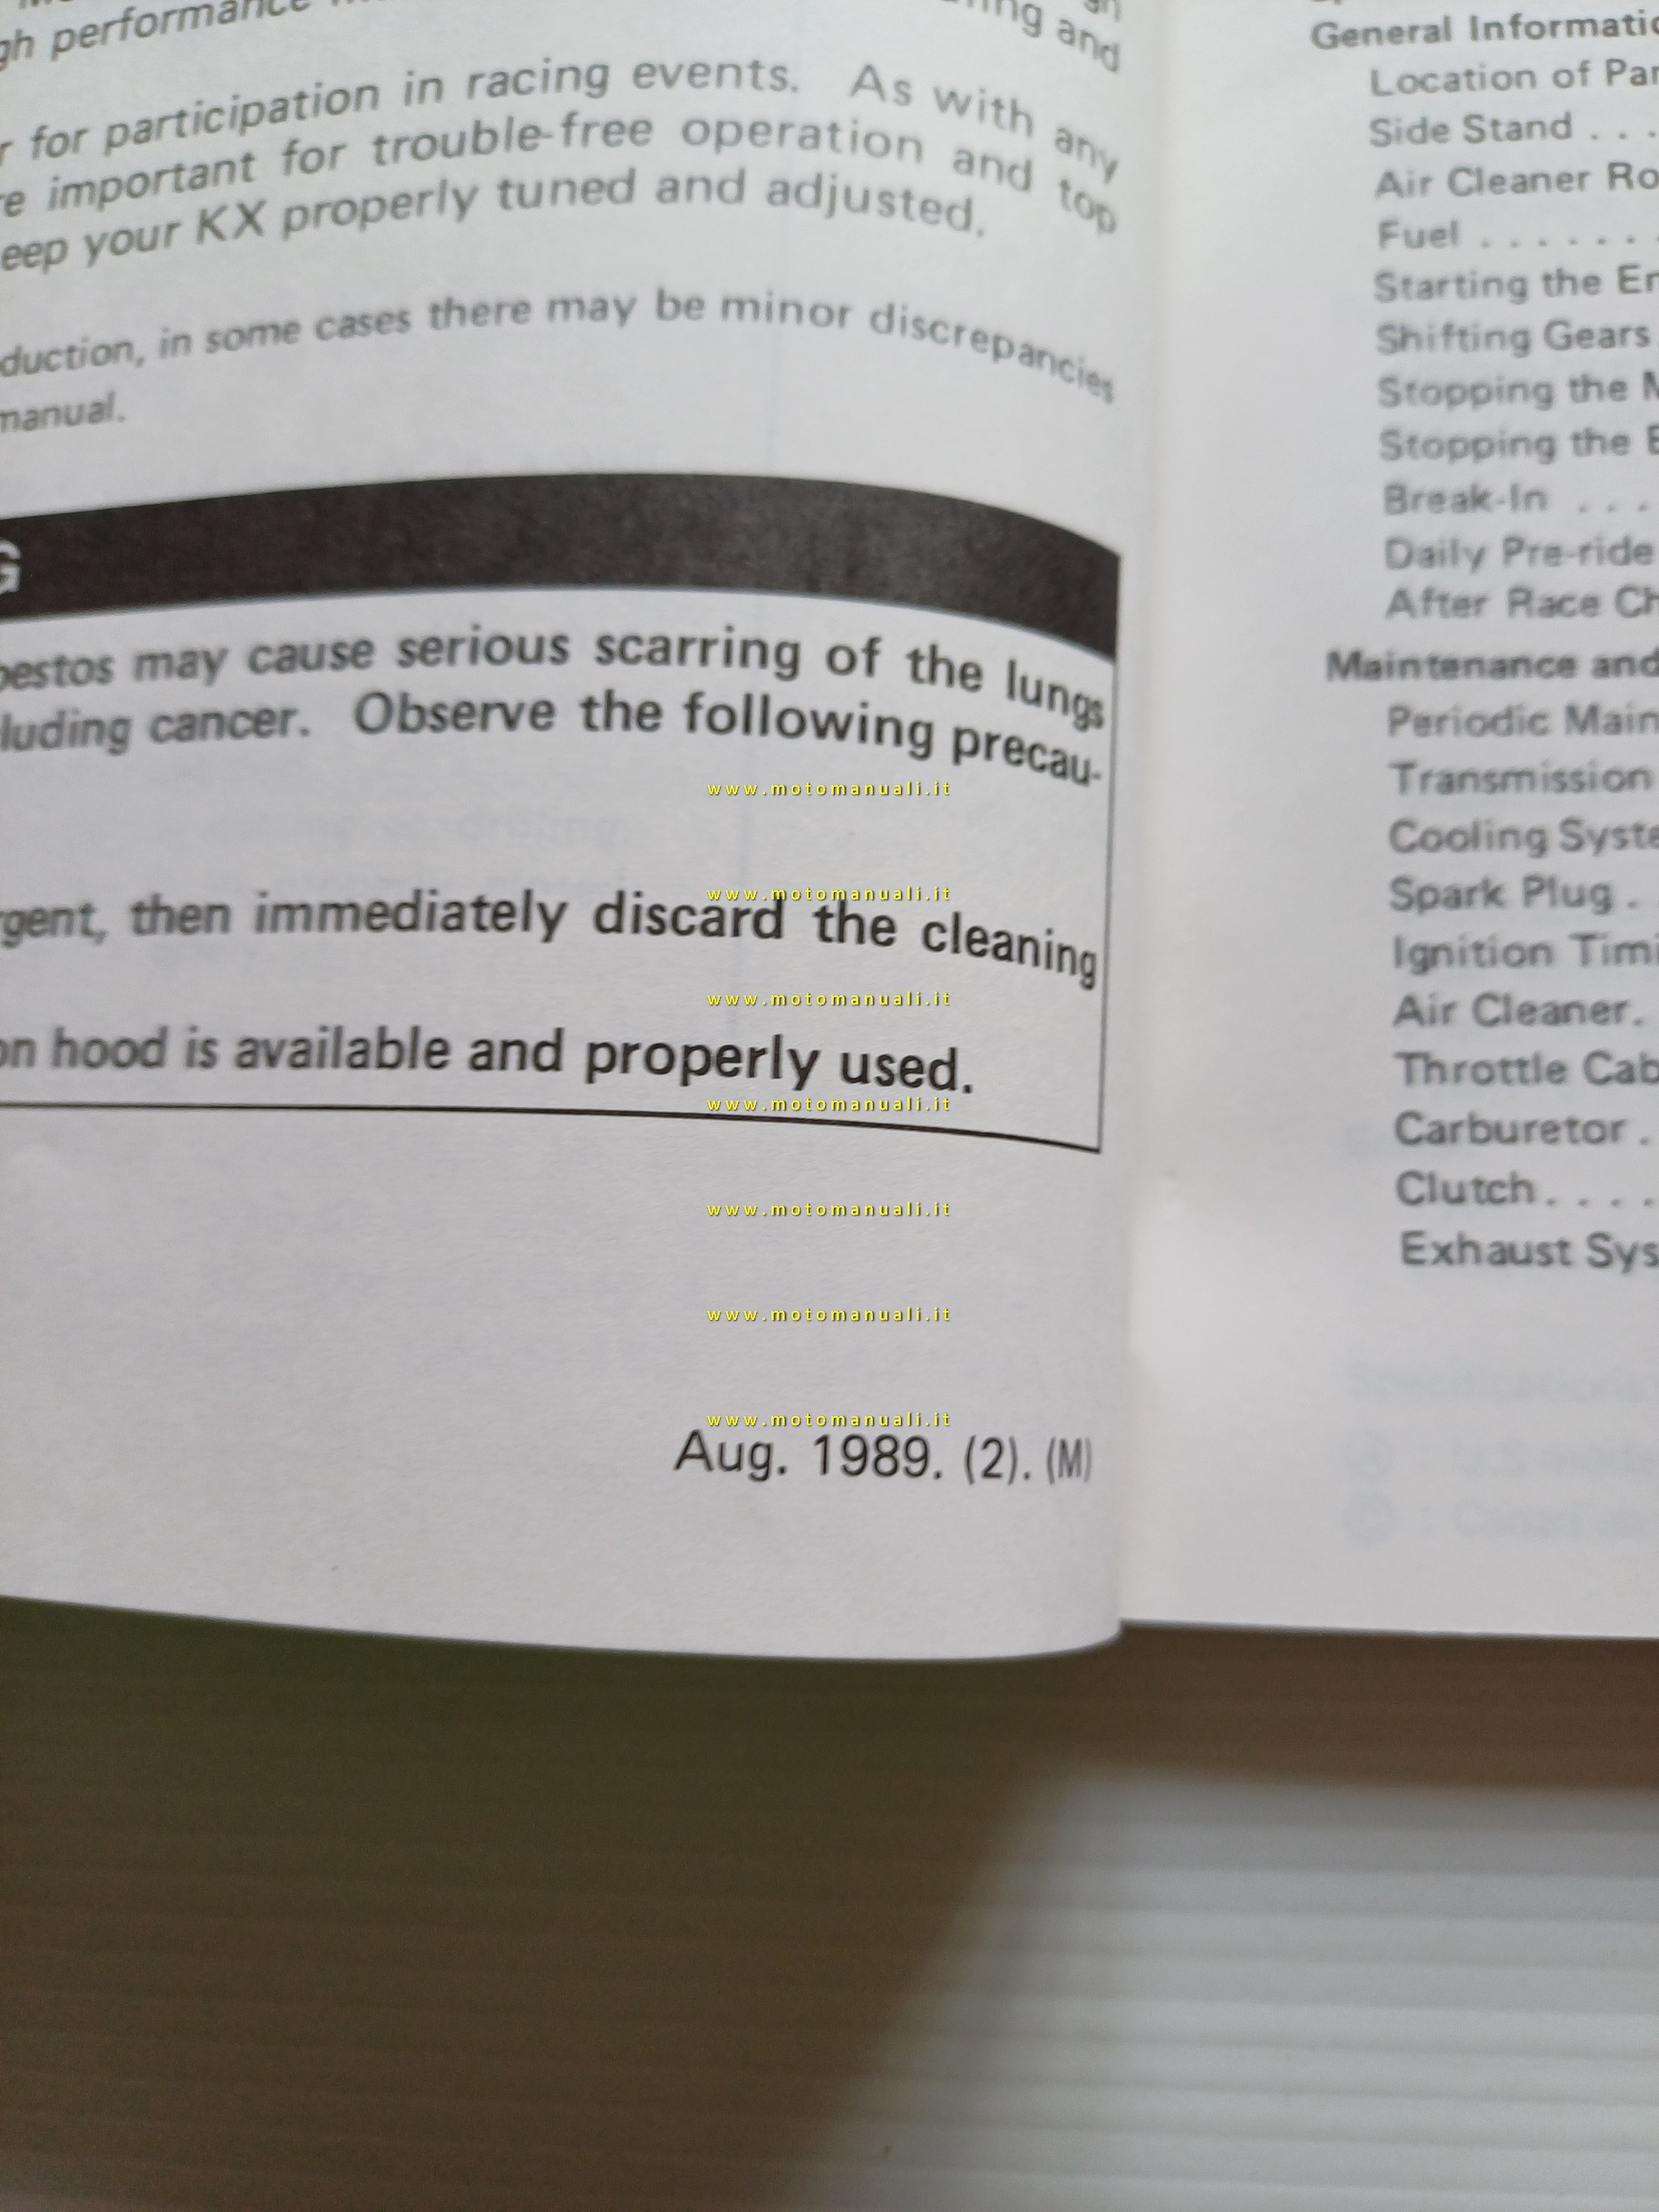 performance
ing and
for participation in racing events. As with any
important for trouble-free operation and top
your KX properly tuned and adjusted.
duction, in some cases there may be minor discrepancies
manual.
G
estos may cause serious scarring of the lungs
luding cancer. Observe the following precau-
www.motomanuali.it
www.motomanuali.it
gent, then immediately discard the cleaning
www.motomanuali.it
on hood is available and properly used.
www.motomanuali.it
www.motomanuali.it
www.motomanuali.it
www.motomanuali.it
Aug. 1989. (2). (M)
General Informatio
Location of Par
Side Stand . . .
Air Cleaner Ro
Fuel . . . . . . .
Starting the En
Shifting Gears
Stopping the M
Stopping the E
Break-In . . .
Daily Pre-ride
After Race Ch
Maintenance and
Periodic Main
Transmission
Cooling Syste
Spark Plug .
Ignition Timi
Air Cleaner.
Throttle Cab
Carburetor .
Clutch . . . .
Exhaust Sys